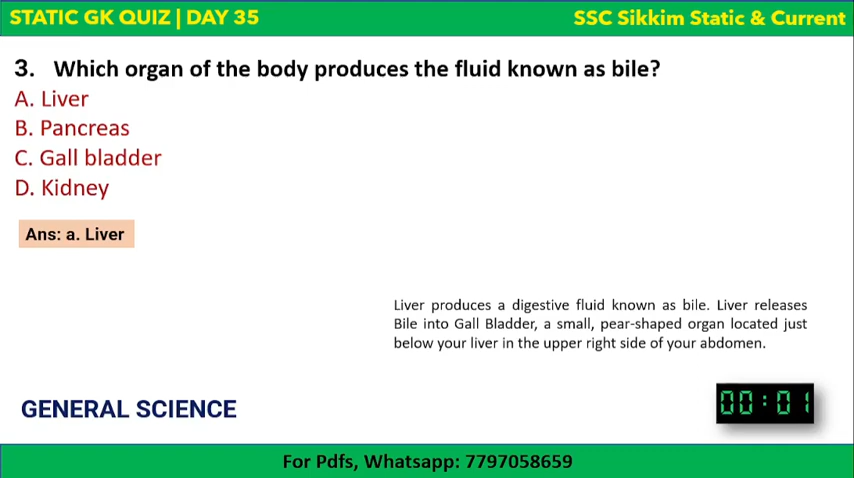 STATIC GK QUIZ | DAY 35
SSC Sikkim Static & Current
3. Which organ of the body produces the fluid known as bile?
A. Liver
B. Pancreas
C. Gall bladder
D. Kidney
Ans: a. Liver
Liver produces a digestive fluid known as bile. Liver releases
Bile into Gall Bladder, a small, pear-shaped organ located just
below your liver in the upper right side of your abdomen.
GENERAL SCIENCE
00:01
For Pdfs, Whatsapp: 7797058659